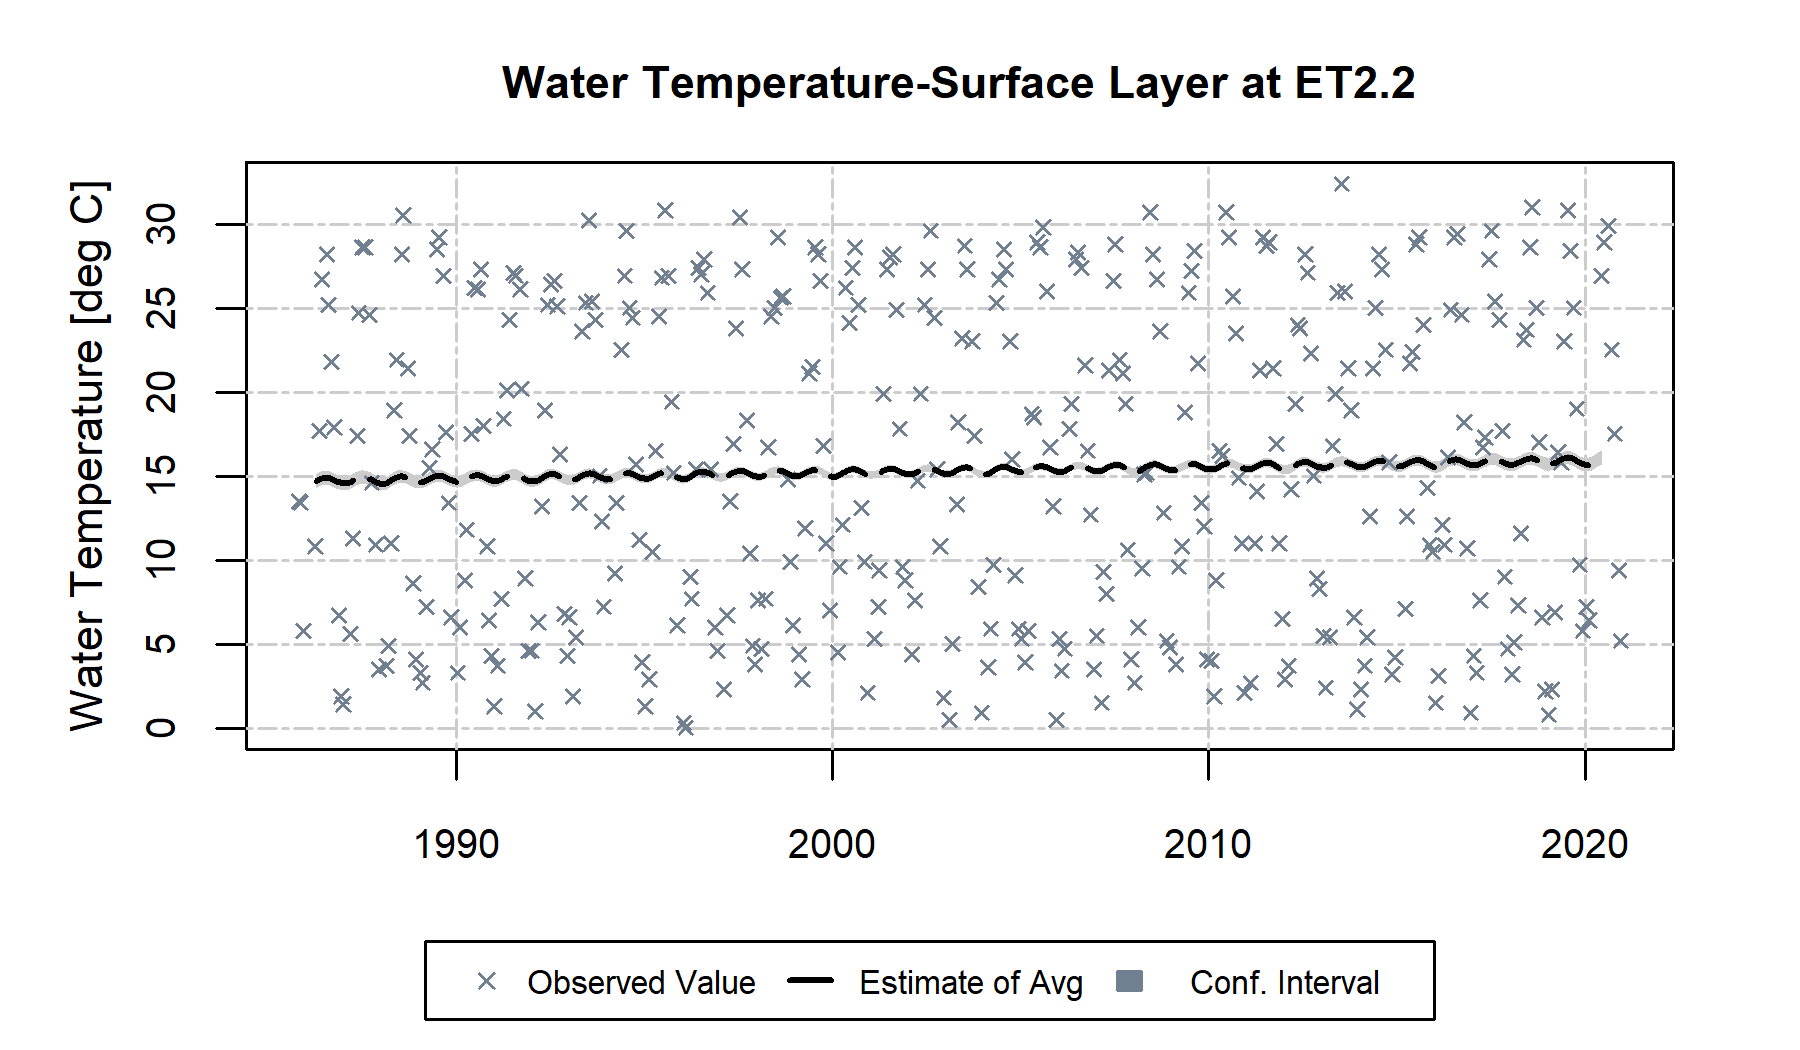 Water Temperature-Surface Layer at ET2.2
Water Temperature [deg C]
30
25
20
15
10
5
0
1990 2000 2010 2020
Observed Value Estimate of Avg Conf. Interval